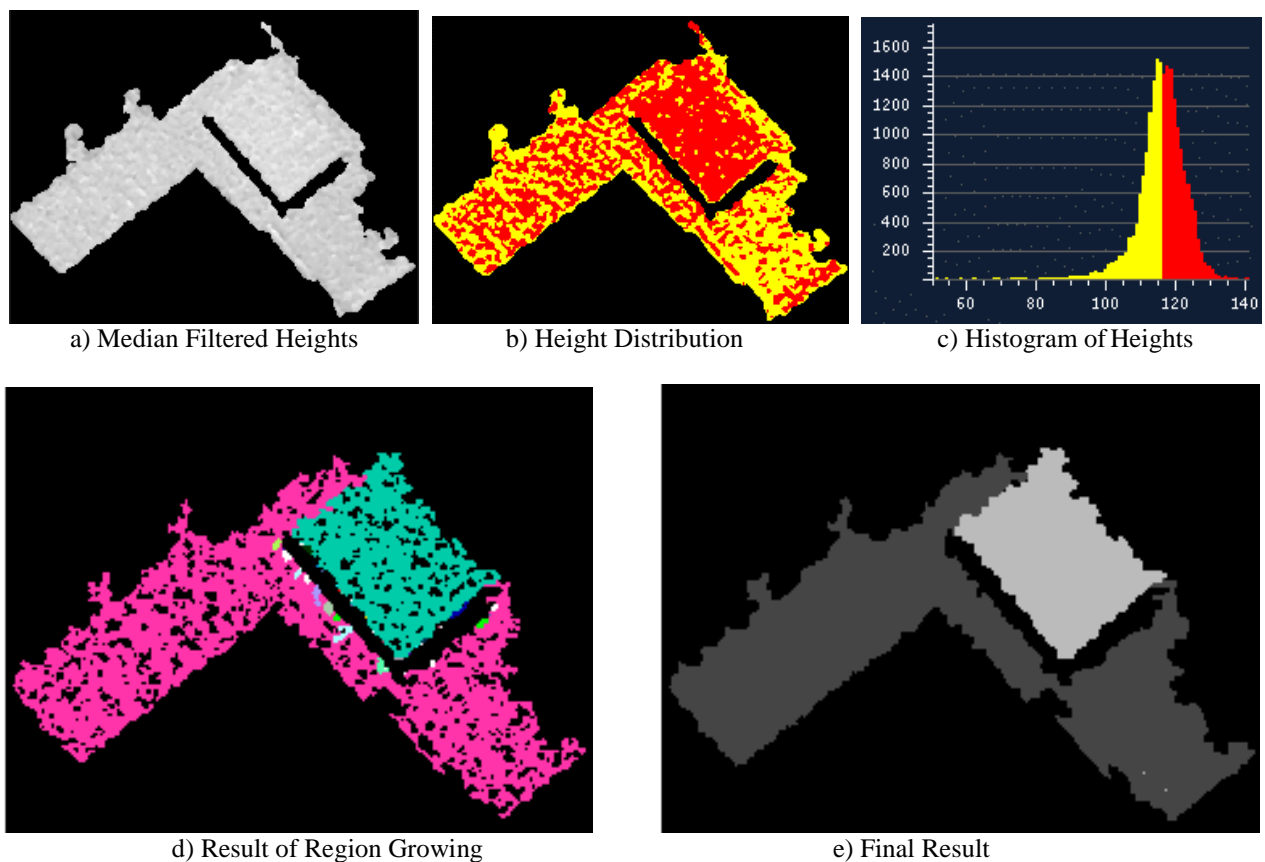 1600
1400
1200
1000
800
600
400
200
60 80 100 120 140
a) Median Filtered Heights
b) Height Distribution
c) Histogram of Heights
d) Result of Region Growing
e) Final Result